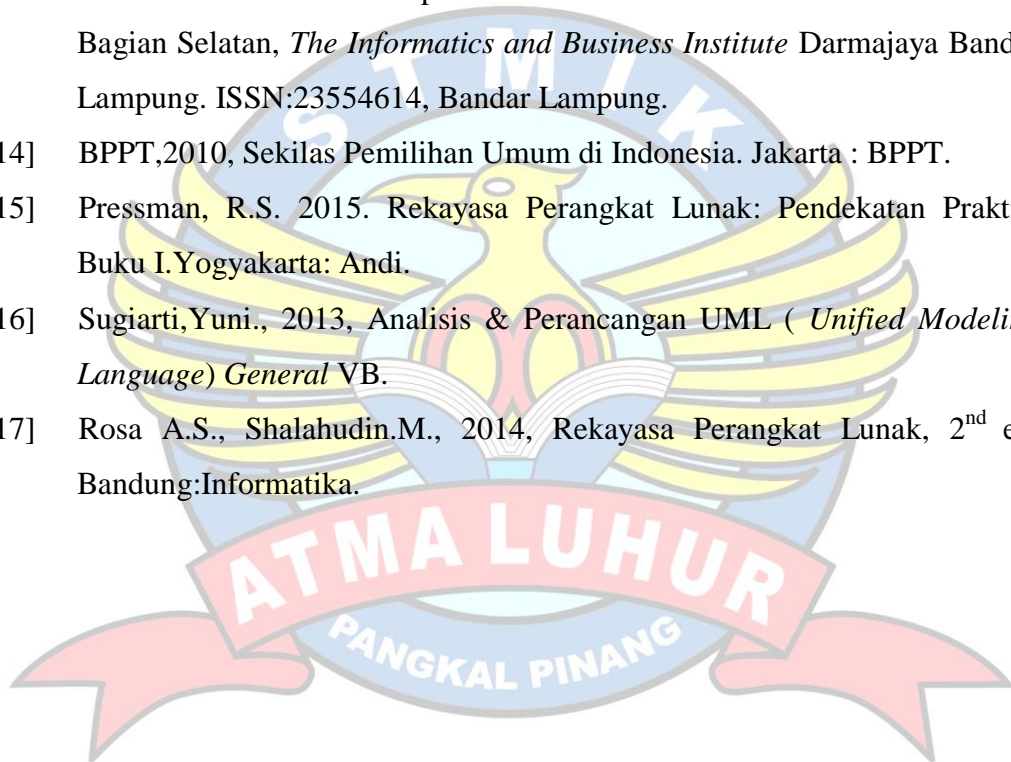 Bagian Selatan, The Informatics and Business Institute Darmajaya Band
Lampung. ISSN:23554614, Bandar Lampung.
14] BPPT,2010, Sekilas Pemilihan Umum di Indonesia. Jakarta : BPPT.
15] Pressman, R.S. 2015. Rekayasa Perangkat Lunak: Pendekatan Prakt
Buku I.Yogyakarta: Andi.
16] Sugiarti,Yuni., 2013, Analisis & Perancangan UML ( Unified Modeli
Language) General VB.
17] Rosa A.S., Shalahudin.M., 2014, Rekayasa Perangkat Lunak, 2nd e
Bandung:Informatika.
STMIK
ATMA LUHUR
PANGKAL PINANG